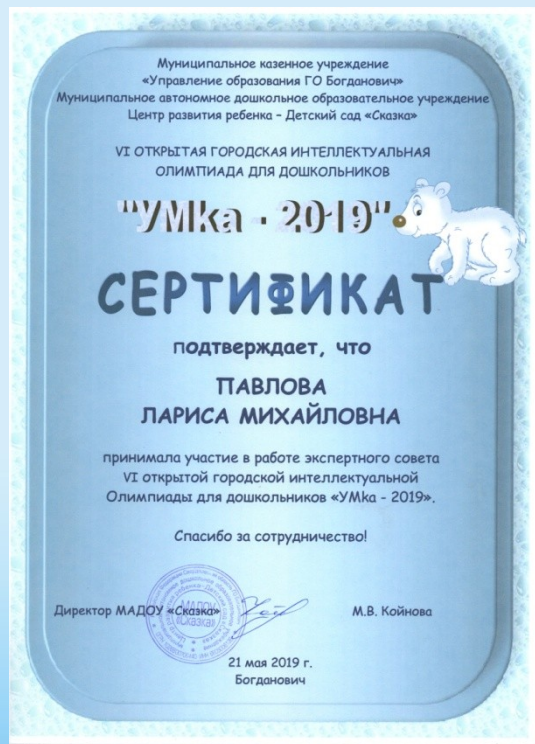 Муниципальное казенное учреждение
«Управление образования ГО Богданович»
Муниципальное автономное дошкольное образовательное учреждение
Центр развития ребенка – Детский сад «Сказка»
VI ОТКРЫТАЯ ГОРОДСКАЯ ИНТЕЛЛЕКТУАЛЬНАЯ
ОЛИМПИАДА ДЛЯ ДОШКОЛЬНИКОВ
"УМка - 2019"
СЕРТИФИКАТ
подтверждает, что
ПАВЛОВА
ЛАРИСА МИХАЙЛОВНА
принимала участие в работе экспертного совета
VI открытой городской интеллектуальной
Олимпиады для дошкольников «УМка - 2019».
Спасибо за сотрудничество!
Директор МАДОУ «Сказка» М.В. Койнова
МАДОУ
«Сказка»
21 мая 2019 г.
Богданович